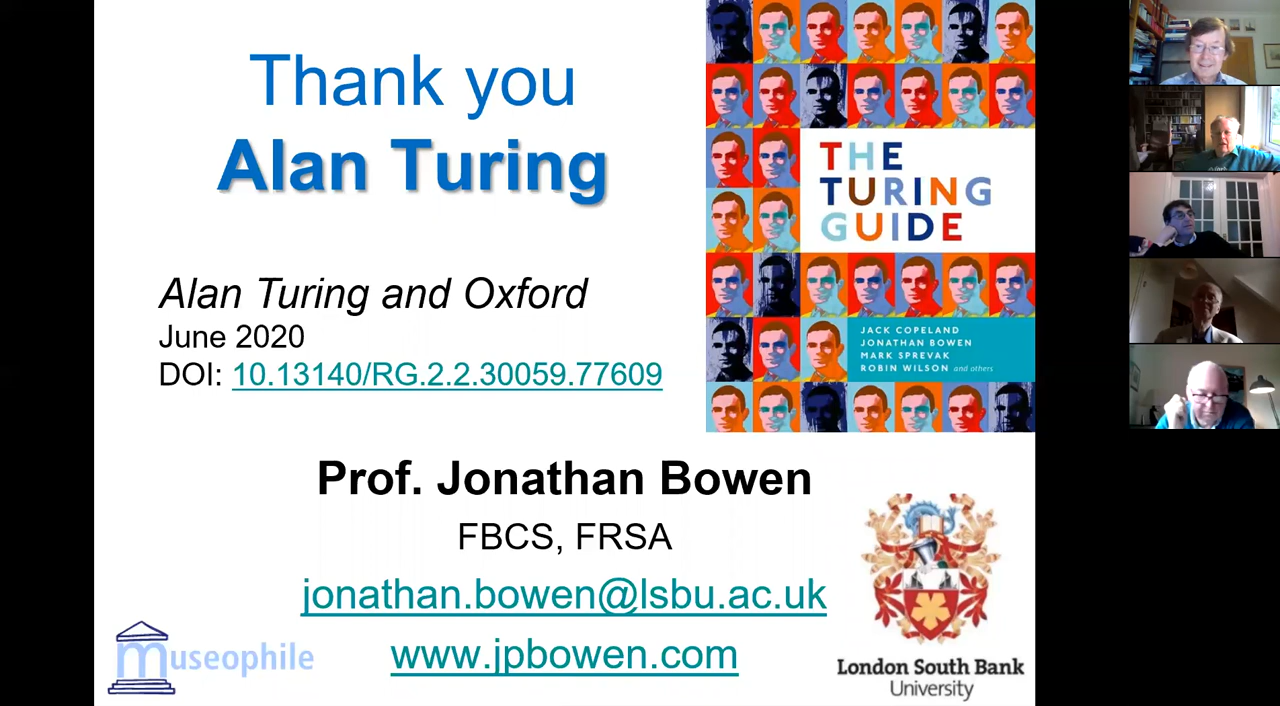 Thank you
Alan Turing
Alan Turing and Oxford
June 2020
DOI: 10.13140/RG.2.2.30059.77609
THE
TURING
GUIDE
JACK COPELAND
JONATHAN BOWEN
MARK SPREVAK
ROBIN WILSON and others
Prof. Jonathan Bowen
FBCS, FRSA
jonathan.bowen@lsbu.ac.uk
www.jpbowen.com
museophile
London South Bank
University